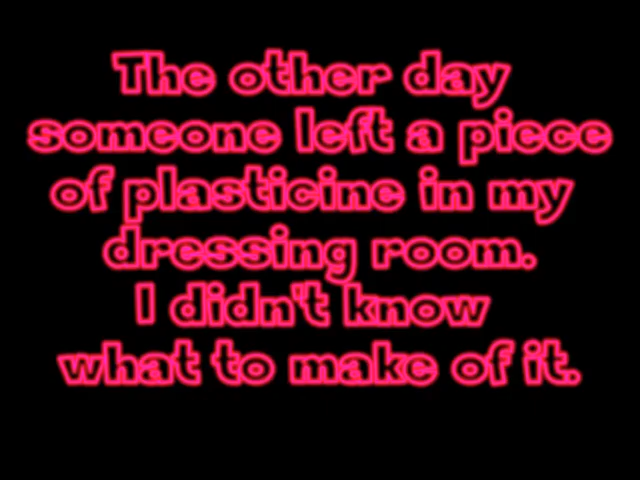 The other day
someone left a piece
of plasticine in my
dressing room.
I didn't know
what to make of it.